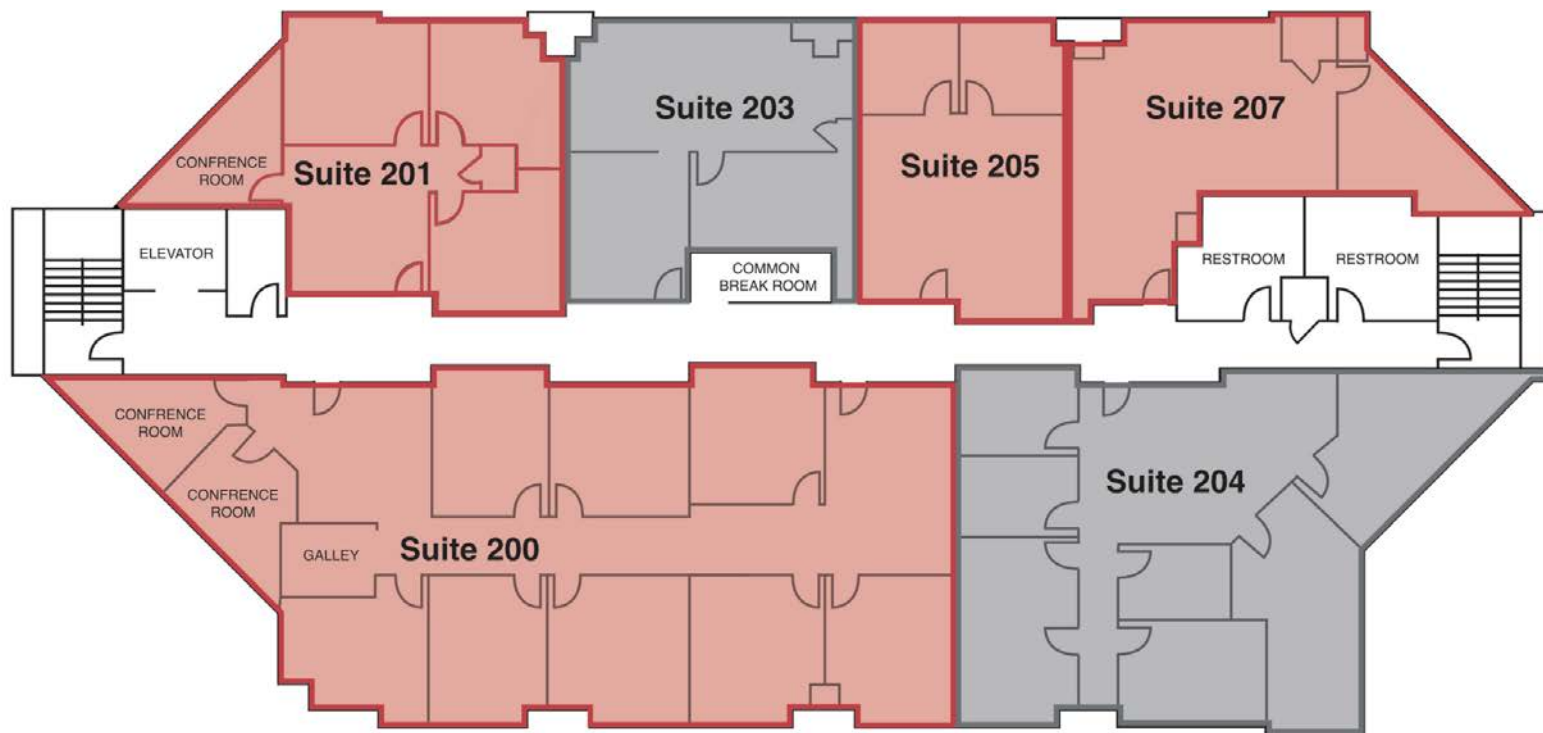 Suite 203
Suite 207
CONFRENCE
ROOM
Suite 201
Suite 205
ELEVATOR
COMMON
BREAK ROOM
RESTROOM
RESTROOM
CONFRENCE
ROOM
CONFRENCE
ROOM
Suite 204
GALLEY
Suite 200